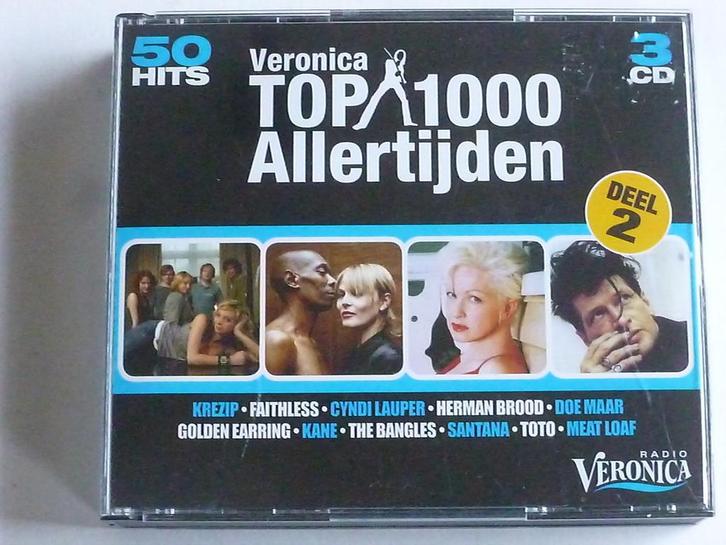 50
HITS
Veronica
TOP 1000
Allertijden
3
CD
DEEL
2
KREZIP • FAITHLESS • CYNDI LAUPER • HERMAN BROOD • DOE MAAR
GOLDEN EARRING • KANE • THE BANGLES • SANTANA • TOTO • MEAT LOAF
RADIO
VERONICA